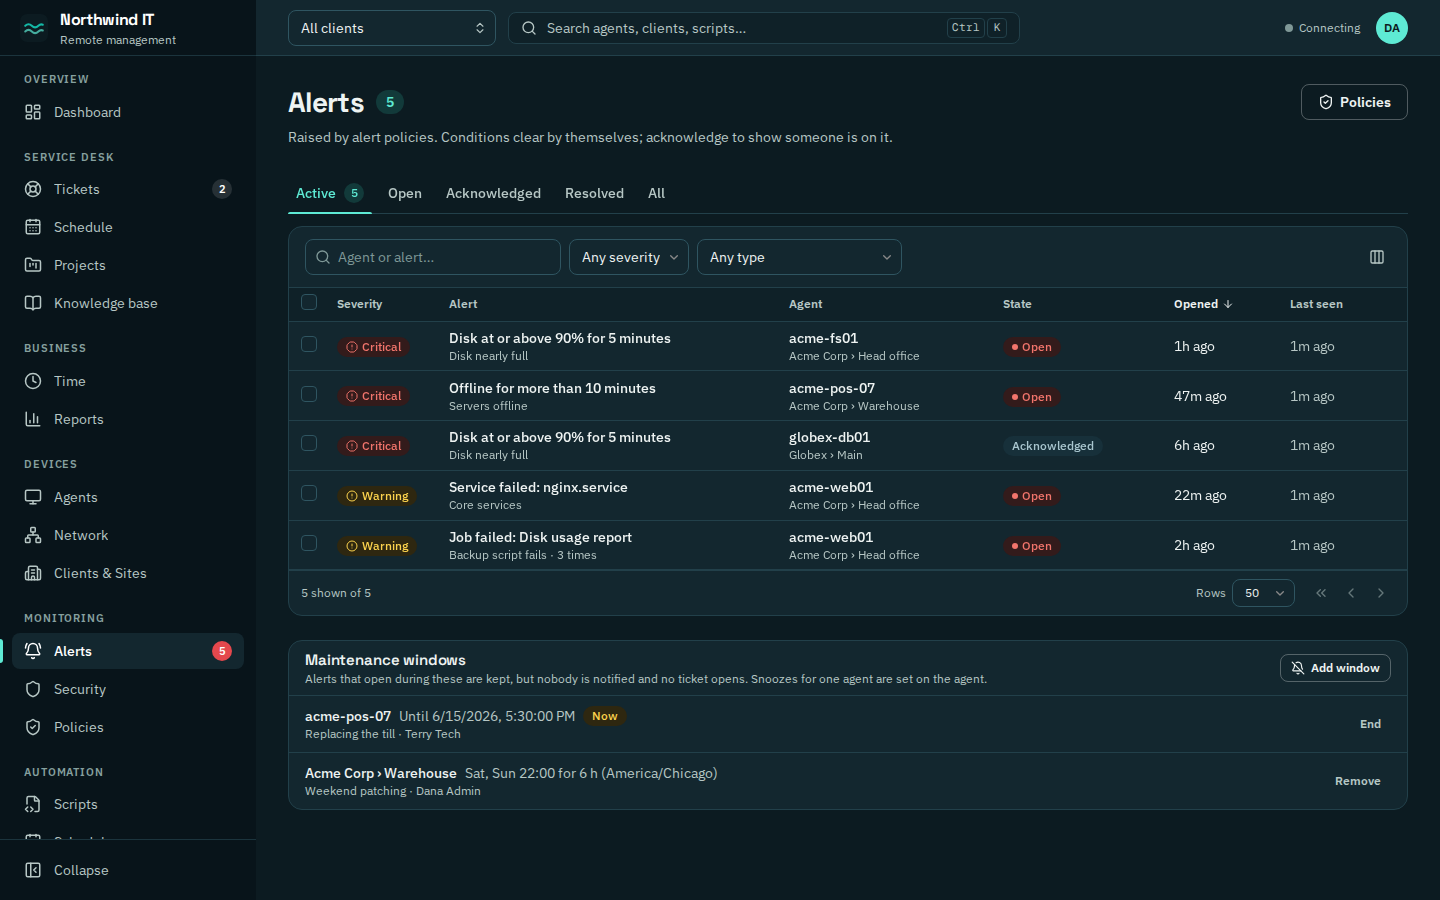 Northwind IT
Remote management
All clients
Search agents, clients, scripts...
Ctrl K
Connecting
DA
OVERVIEW
Dashboard
SERVICE DESK
Tickets 2
Schedule
Projects
Knowledge base
BUSINESS
Time
Reports
DEVICES
Agents
Network
Clients & Sites
MONITORING
Alerts 5
Security
Policies
AUTOMATION
Scripts
Collapse
Alerts 5
Policies
Raised by alert policies. Conditions clear by themselves; acknowledge to show someone is on it.
Active 5 Open Acknowledged Resolved All
Agent or alert... Any severity Any type
Severity Alert Agent State Opened Last seen
Critical Disk at or above 90% for 5 minutes acme-fs01 Open 1h ago 1m ago
Disk nearly full Acme Corp › Head office
Critical Offline for more than 10 minutes acme-pos-07 Open 47m ago 1m ago
Servers offline Acme Corp › Warehouse
Critical Disk at or above 90% for 5 minutes globex-db01 Acknowledged 6h ago 1m ago
Disk nearly full Globex › Main
Warning Service failed: nginx.service acme-web01 Open 22m ago 1m ago
Core services Acme Corp › Head office
Warning Job failed: Disk usage report acme-web01 Open 2h ago 1m ago
Backup script fails · 3 times Acme Corp › Head office
5 shown of 5 Rows 50
Maintenance windows
Alerts that open during these are kept, but nobody is notified and no ticket opens. Snoozes for one agent are set on the agent.
Add window
acme-pos-07 Until 6/15/2026, 5:30:00 PM Now
Replacing the till · Terry Tech
End
Acme Corp › Warehouse Sat, Sun 22:00 for 6 h (America/Chicago)
Weekend patching · Dana Admin
Remove